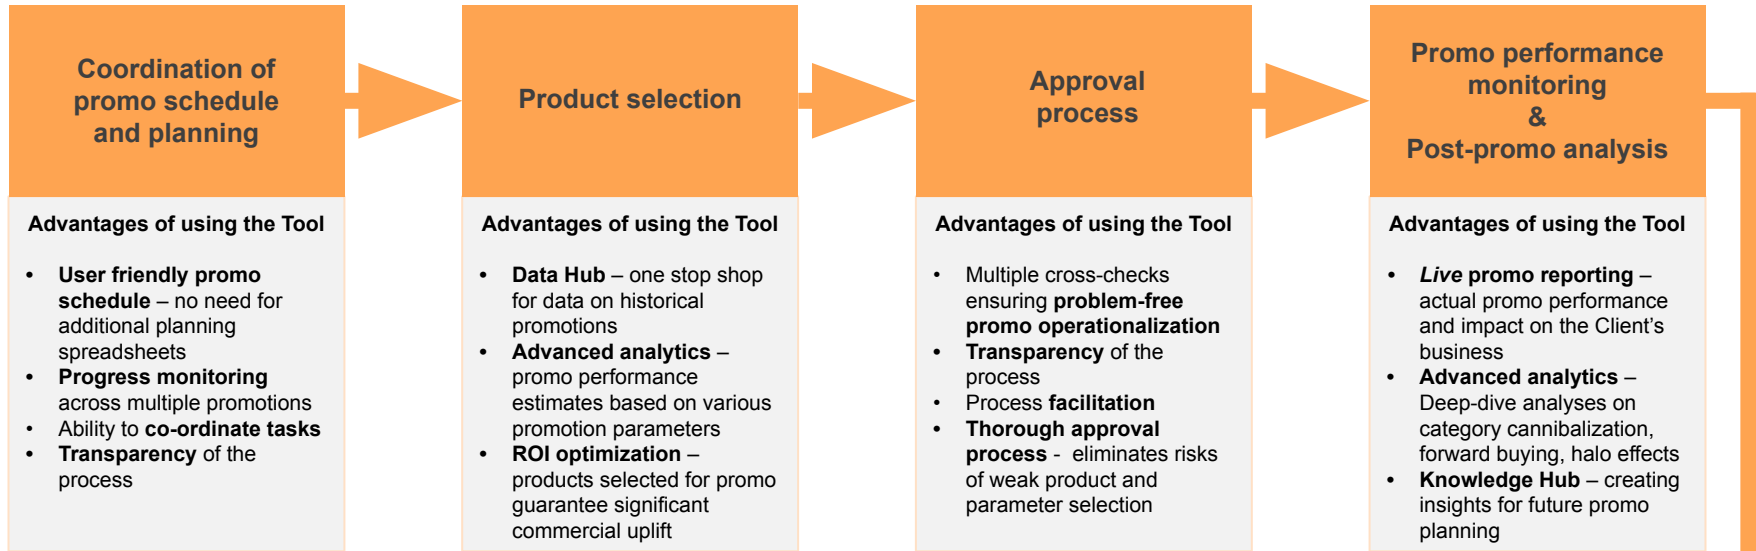 Coordination of
promo schedule
and planning
Advantages of using the Tool
• User friendly promo
schedule – no need for
additional planning
spreadsheets
• Progress monitoring
across multiple promotions
• Ability to co-ordinate tasks
• Transparency of the
process
Product selection
Advantages of using the Tool
• Data Hub – one stop shop
for data on historical
promotions
• Advanced analytics –
promo performance
estimates based on various
promotion parameters
• ROI optimization –
products selected for promo
guarantee significant
commercial uplift
Approval
process
Advantages of using the Tool
• Multiple cross-checks
ensuring problem-free
promo operationalization
• Transparency of the
process
• Process facilitation
• Thorough approval
process - eliminates risks
of weak product and
parameter selection
Promo performance
monitoring
&
Post-promo analysis
Advantages of using the Tool
• Live promo reporting –
actual promo performance
and impact on the Client's
business
• Advanced analytics –
Deep-dive analyses on
category cannibalization,
forward buying, halo effects
• Knowledge Hub – creating
insights for future promo
planning